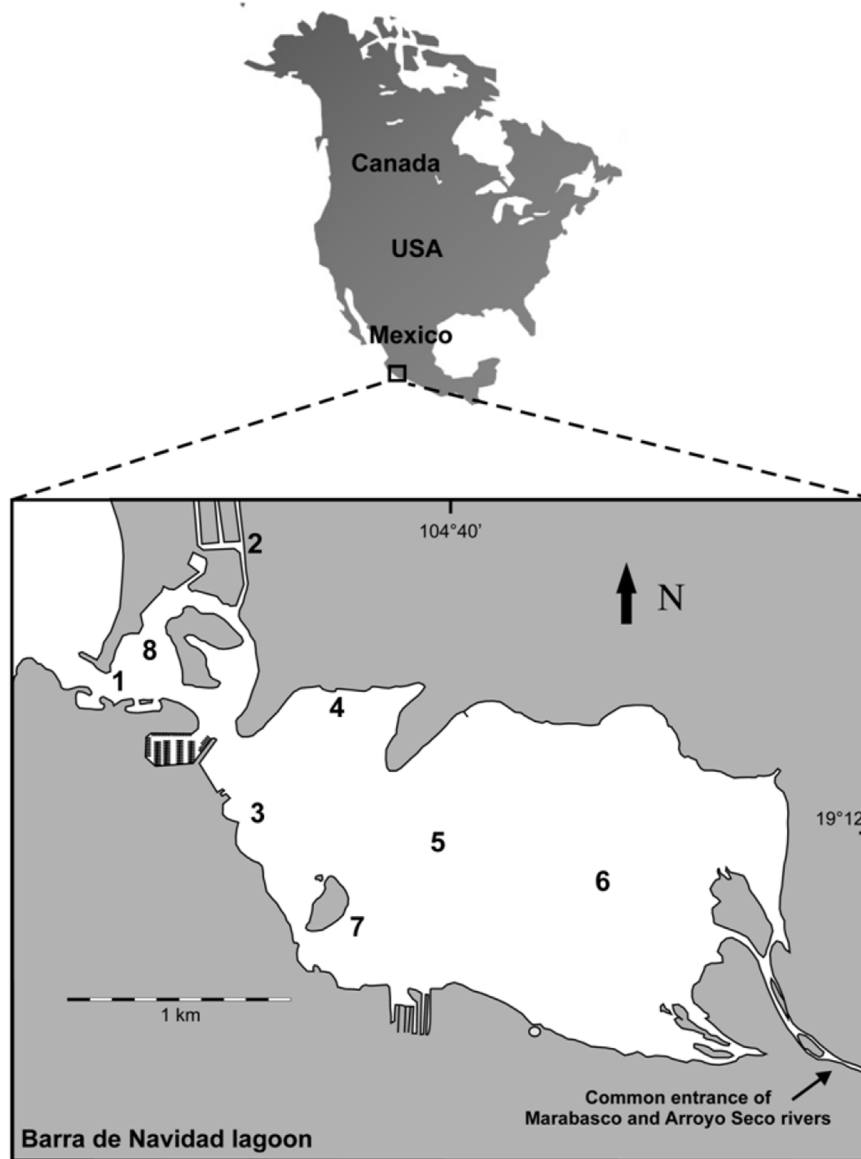 Canada
USA
Mexico
104°40'
2
N
8
1
4
3
19°12
5
6
7
1 km
Common entrance of
Marabasco and Arroyo Seco rivers
Barra de Navidad lagoon